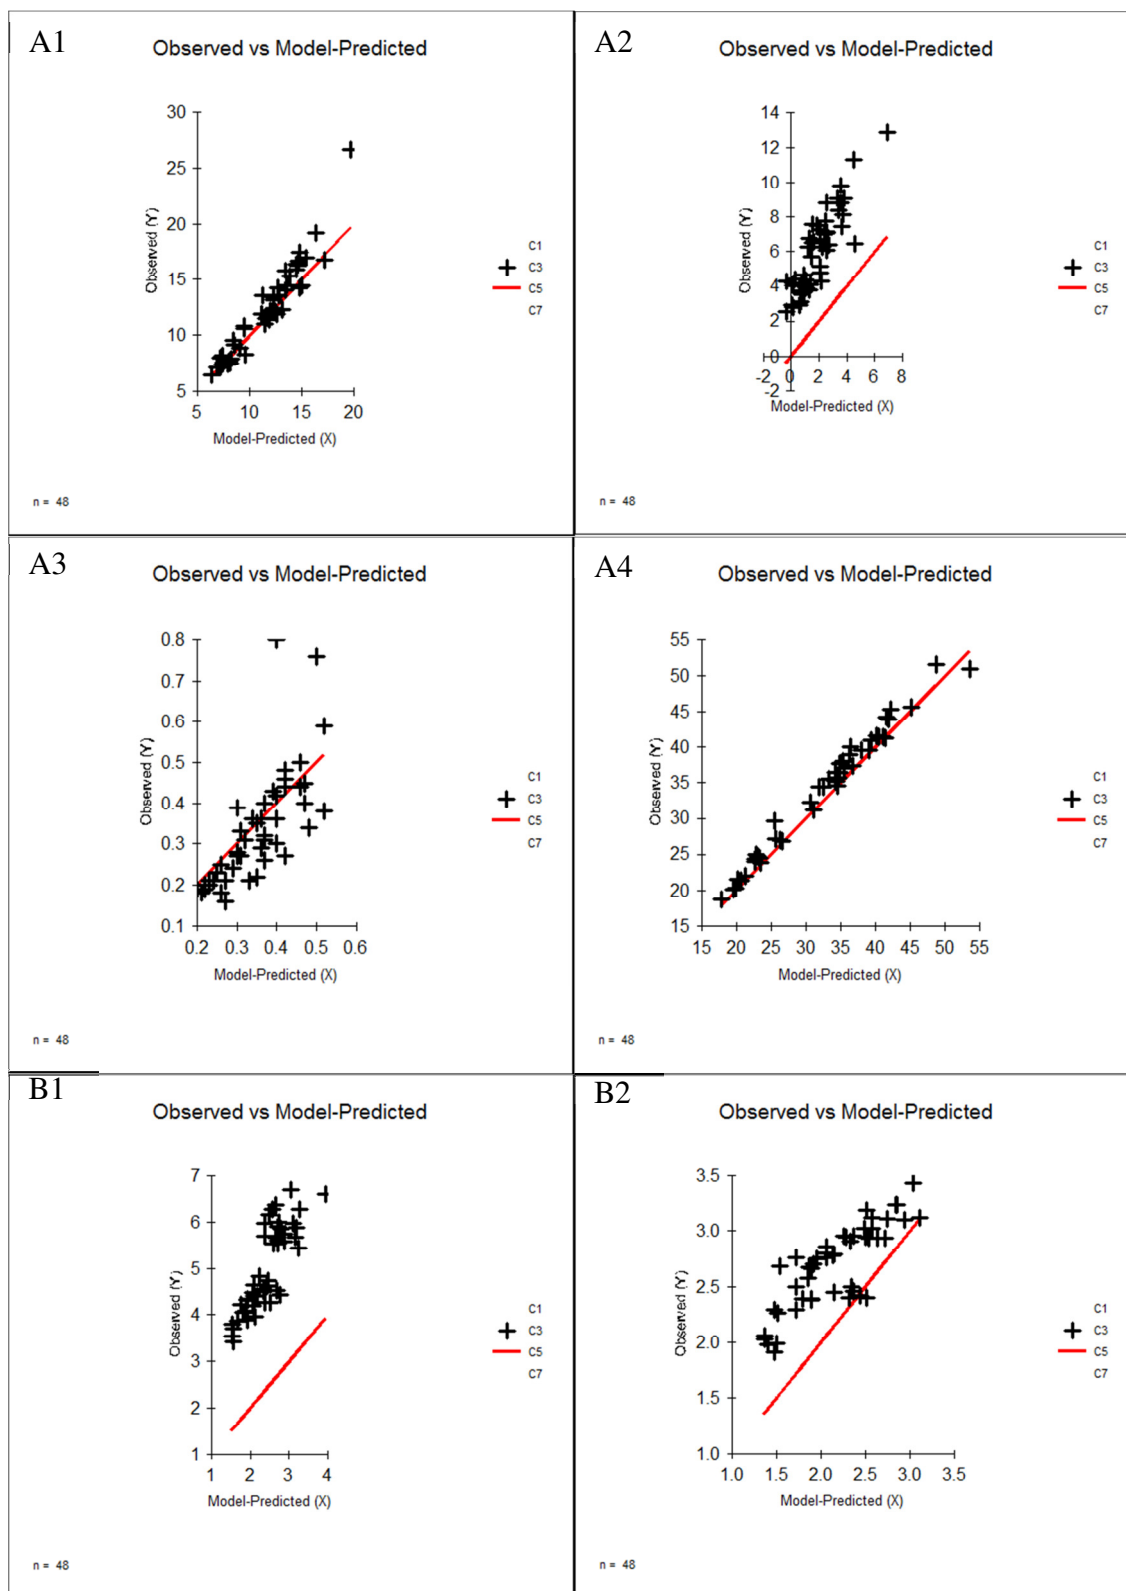 A1
Observed vs Model-Predicted
30
25
20
15
10
5
Observed (Y)
5 10 15 20
Model-Predicted (X)
C1
C3
C5
C7
n = 48
A2
Observed vs Model-Predicted
14
12
10
8
6
4
2
0
-2
Observed (Y)
-2 0 2 4 6 8
Model-Predicted (X)
C1
C3
C5
C7
n = 48
A3
Observed vs Model-Predicted
0.8
0.7
0.6
0.5
0.4
0.3
0.2
0.1
Observed (Y)
0.2 0.3 0.4 0.5 0.6
Model-Predicted (X)
C1
C3
C5
C7
n = 48
A4
Observed vs Model-Predicted
55
50
45
40
35
30
25
20
15
Observed (Y)
15 20 25 30 35 40 45 50 55
Model-Predicted (X)
C1
C3
C5
C7
n = 48
B1
Observed vs Model-Predicted
7
6
5
4
3
2
1
Observed (Y)
1 2 3 4
Model-Predicted (X)
C1
C3
C5
C7
n = 48
B2
Observed vs Model-Predicted
3.5
3.0
2.5
2.0
1.5
1.0
Observed (Y)
1.0 1.5 2.0 2.5 3.0 3.5
Model-Predicted (X)
C1
C3
C5
C7
n = 48